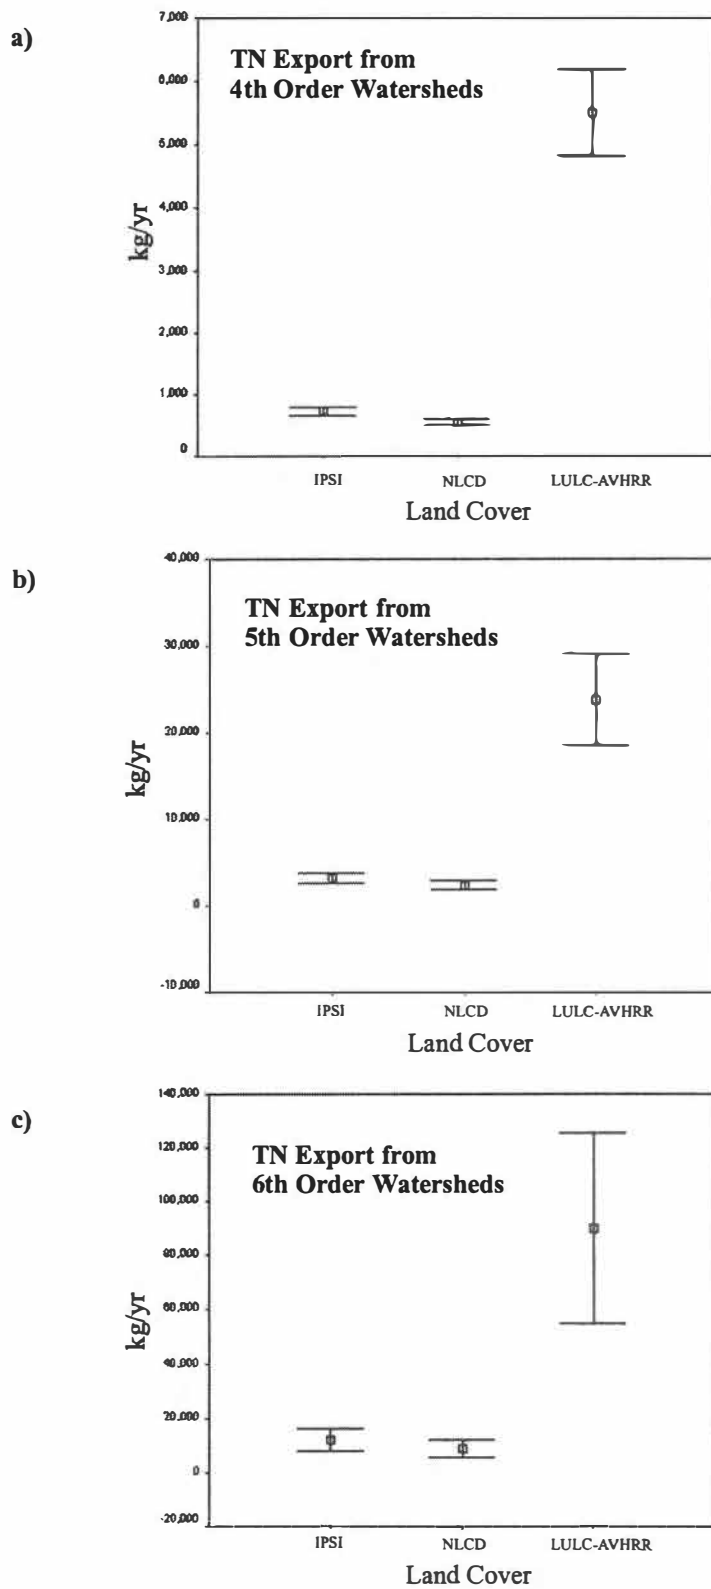 a)
TN Export from
4th Order Watersheds
kg/yr
7,000
6,000
5,000
4,000
3,000
2,000
1,000
0
IPSI NLCD LULC-AVHRR
Land Cover
b)
TN Export from
5th Order Watersheds
kg/yr
40,000
30,000
20,000
10,000
0
-10,000
IPSI NLCD LULC-AVHRR
Land Cover
c)
TN Export from
6th Order Watersheds
kg/yr
140,000
120,000
100,000
80,000
60,000
40,000
20,000
0
-20,000
IPSI NLCD LULC-AVHRR
Land Cover